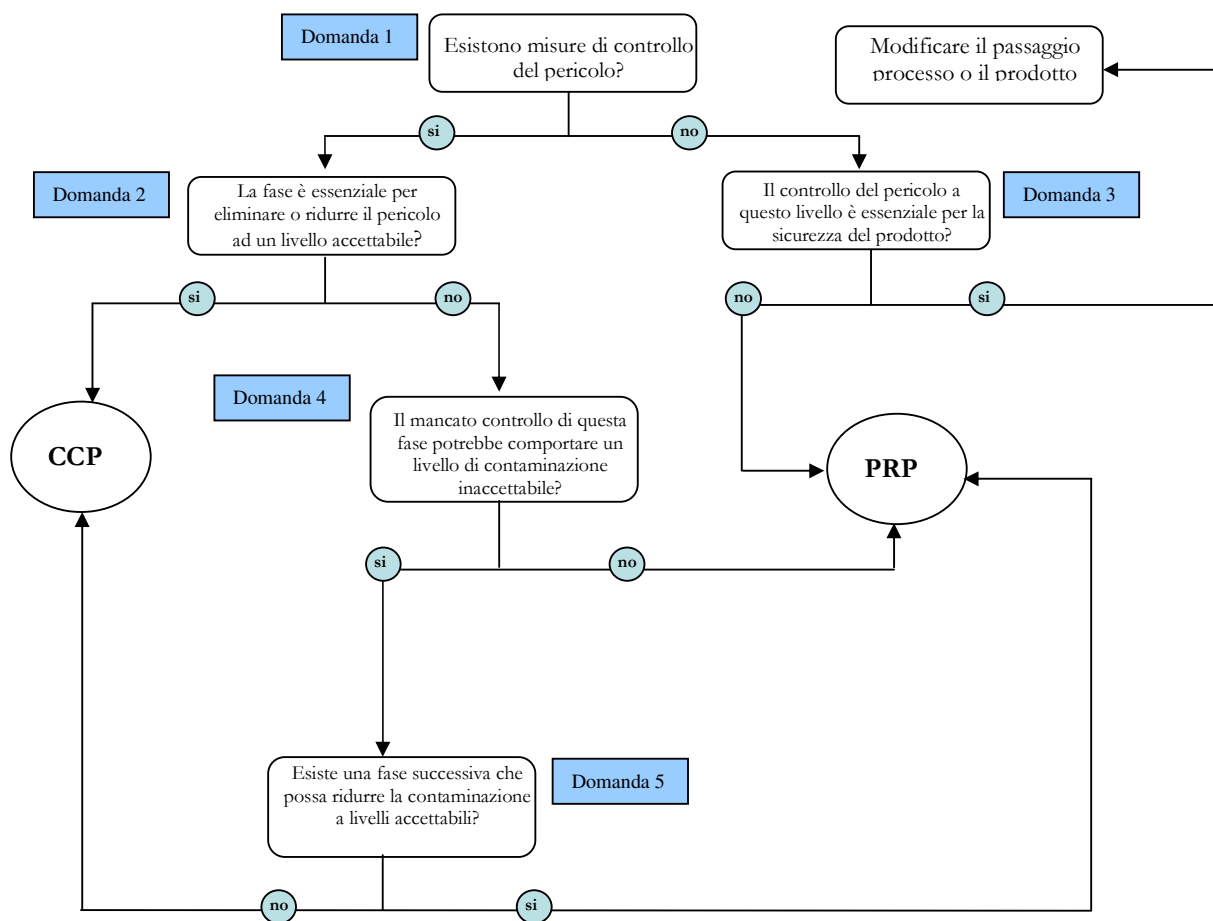 Domanda 1
Esistono misure di controllo
del pericolo?
Modificare il passaggio
processo o il prodotto
si
no
Domanda 2
La fase è essenziale per
eliminare o ridurre il pericolo
ad un livello accettabile?
Il controllo del pericolo a
questo livello è essenziale per la
sicurezza del prodotto?
Domanda 3
si
no
no
si
Domanda 4
Il mancato controllo di questa
fase potrebbe comportare un
livello di contaminazione
inaccettabile?
CCP
PRP
si
no
Esiste una fase successiva che
possa ridurre la contaminazione
a livelli accettabili?
Domanda 5
no
si